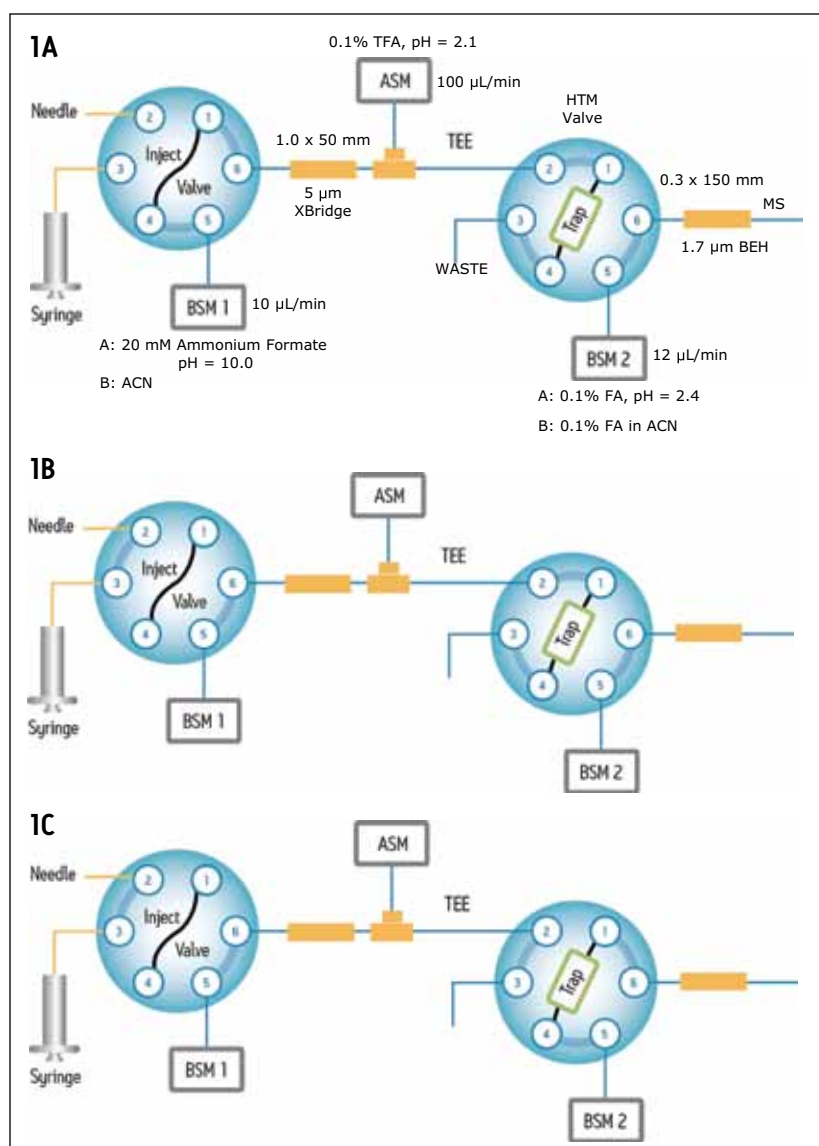 1A
0.1% TFA, pH = 2.1
ASM
100 µL/min
HTM
Valve
Needle
2
1
3
6
4
5
Inject
Valve
1.0 x 50 mm
5 µm
XBridge
TEE
2
1
3
6
4
5
Trap
0.3 x 150 mm
MS
1.7 µm BEH
WASTE
Syringe
BSM 1
10 µL/min
A: 20 mM Ammonium Formate
pH = 10.0
B: ACN
BSM 2
12 µL/min
A: 0.1% FA, pH = 2.4
B: 0.1% FA in ACN
1B
ASM
Needle
2
1
3
6
4
5
Inject
Valve
TEE
2
1
3
6
4
5
Trap
Syringe
BSM 1
BSM 2
1C
ASM
Needle
2
1
3
6
4
5
Inject
Valve
TEE
2
1
3
6
4
5
Trap
Syringe
BSM 1
BSM 2